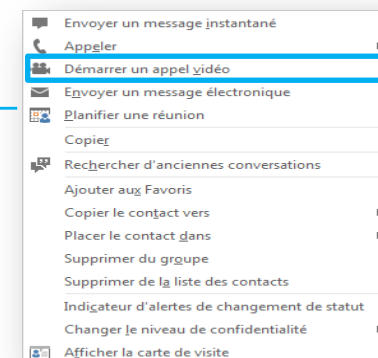 Envoyer un message instantané
Appeler
Démarrer un appel vidéo
Envoyer un message électronique
Planifier une réunion
Copier
Rechercher d'anciennes conversations
Ajouter aux Favoris
Copier le contact vers
Placer le contact dans
Supprimer du groupe
Supprimer de la liste des contacts
Indicateur d'alertes de changement de statut
Changer le niveau de confidentialité
Afficher la carte de visite